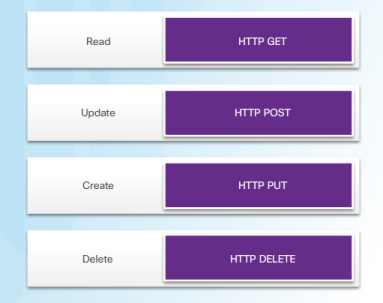 Read HTTP GET
Update HTTP POST
Create HTTP PUT
Delete HTTP DELETE